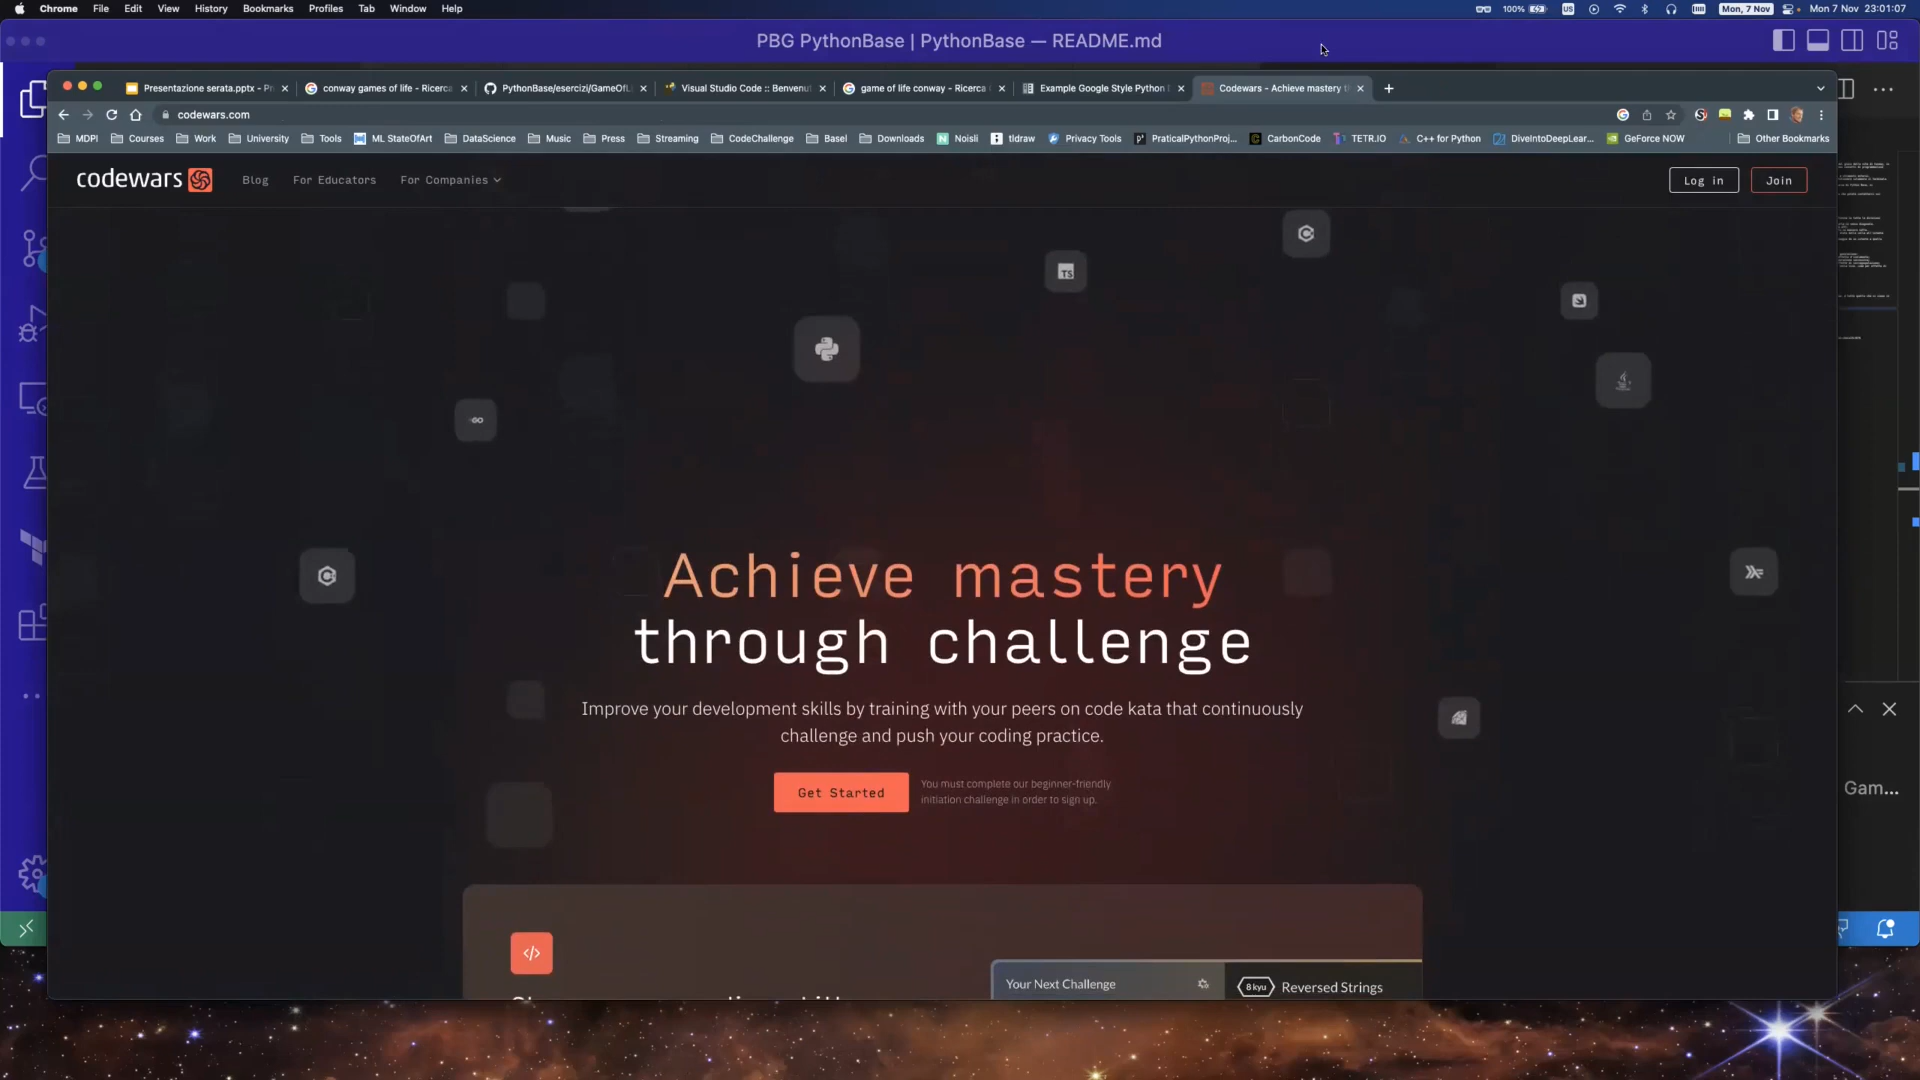 Chrome File Edit View History Bookmarks Profiles Tab Window Help
100% US Mon, 7 Nov Mon 7 Nov 23:01:07
PBG PythonBase | PythonBase — README.md
Presentazione serata.pptx - Pr
conway games of life - Ricerca
PythonBase/esercizi/GameOfL
Visual Studio Code :: Benvenut
game of life conway - Ricerca
Example Google Style Python
Codewars - Achieve mastery t
codewars.com
MDPI Courses Work University Tools ML StateOfArt DataScience Music Press Streaming CodeChallenge Basel Downloads Noisli tldraw Privacy Tools PraticalPythonProj... CarbonCode TETR.IO C++ for Python DiveIntoDeepLear... GeForce NOW Other Bookmarks
codewars Blog For Educators For Companies Log in Join
TS
GO
Achieve mastery
through challenge
Improve your development skills by training with your peers on code kata that continuously
challenge and push your coding practice.
Get Started
You must complete our beginner-friendly
initiation challenge in order to sign up.
Gam...
</>
Your Next Challenge
8 kyu Reversed Strings